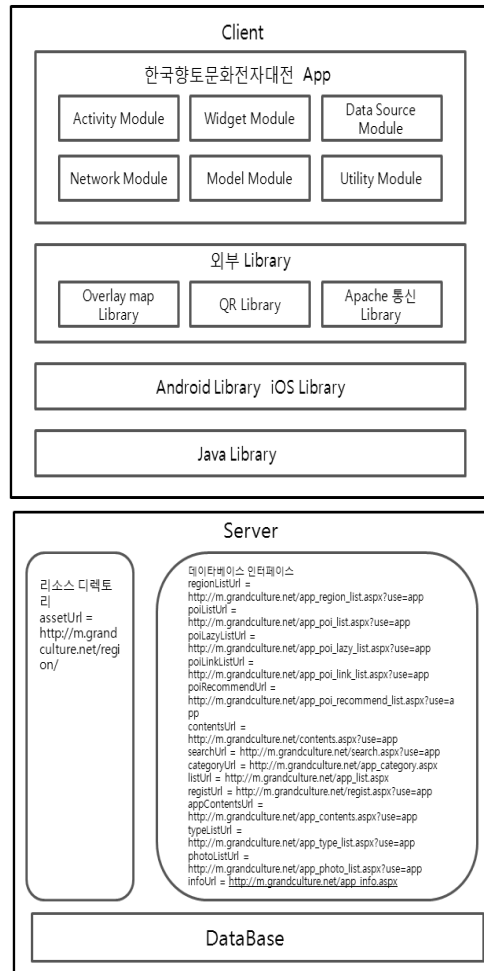 Client
한국향토문화전자대전 App
Activity Module
Widget Module
Data Source
Module
Network Module
Model Module
Utility Module
외부 Library
Overlay map
Library
QR Library
Apache 통신
Library
Android Library iOS Library
Java Library
Server
리소스 디렉토
리
assetUrl =
http://m.grand
culture.net/regi
on/
데이타베이스 인터페이스
regionListUrl =
http://m.grandculture.net/app_region_list.aspx?use=app
poiListUrl =
http://m.grandculture.net/app_poi_list.aspx?use=app
poiLazyListUrl =
http://m.grandculture.net/app_poi_lazy_list.aspx?use=app
poiLinkListUrl =
http://m.grandculture.net/app_poi_link_list.aspx?use=app
poiRecommendUrl =
http://m.grandculture.net/app_poi_recommend_list.aspx?use=a
pp
contentsUrl =
http://m.grandculture.net/contents.aspx?use=app
searchUrl = http://m.grandculture.net/search.aspx?use=app
categoryUrl = http://m.grandculture.net/app_category.aspx
listUrl = http://m.grandculture.net/app_list.aspx
registUrl = http://m.grandculture.net/regist.aspx?use=app
appContentsUrl =
http://m.grandculture.net/app_contents.aspx?use=app
typeListUrl =
http://m.grandculture.net/app_type_list.aspx?use=app
photoListUrl =
http://m.grandculture.net/app_photo_list.aspx?use=app
infoUrl = http://m.grandculture.net/app_info.aspx
DataBase